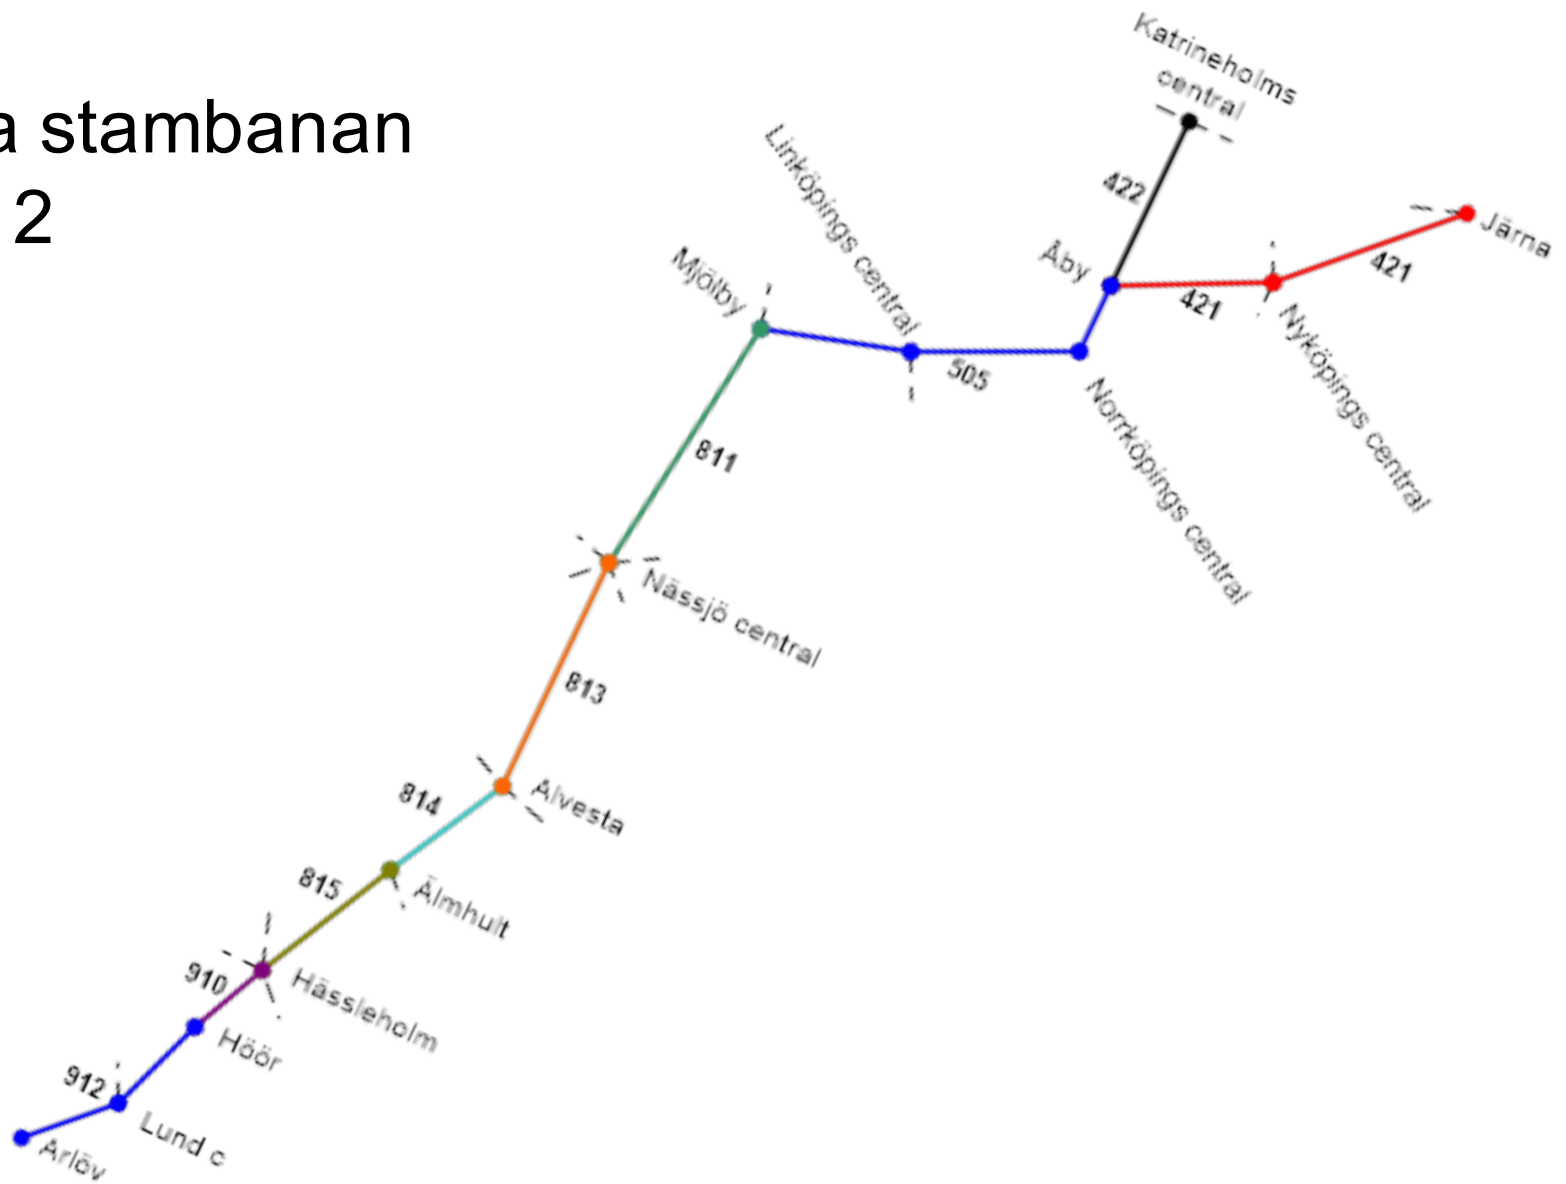 a stambanan
2
Katrineholms
central
Linköpings central
422
Järna
Åby
421
Mjölby
421
505
Nyköpings central
Norrköpings central
811
Nässjö central
813
814
Alvesta
815
Älmhult
910
Hässleholm
Höör
912
Lund c
Arlöv